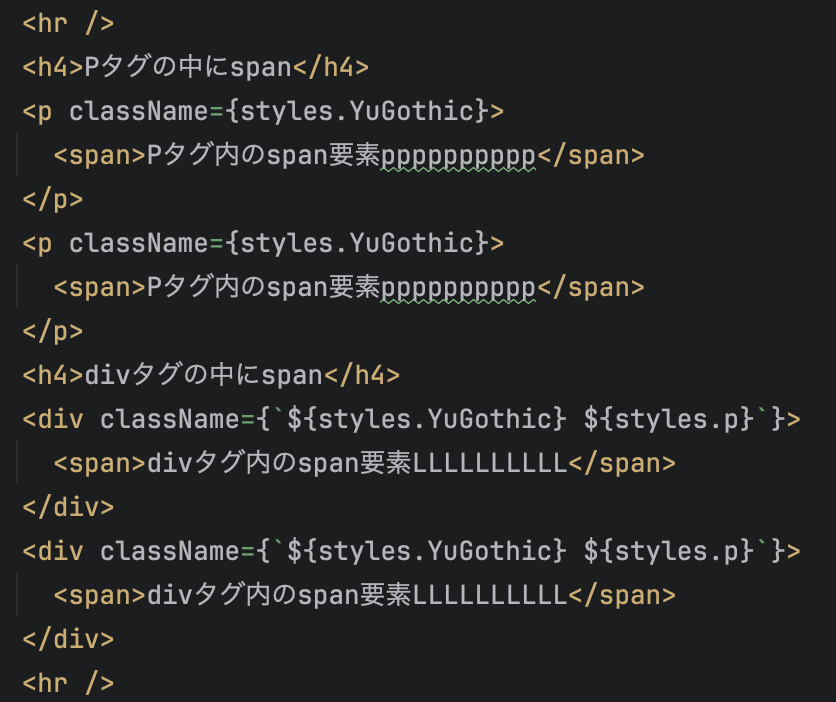 <hr />
<h4>Pタグの中にspan</h4>
<p className={styles.YuGothic}>
<span>Pタグ内のspan要素pppppppppp</span>
</p>
<p className={styles.YuGothic}>
<span>Pタグ内のspan要素pppppppppp</span>
</p>
<h4>divタグの中にspan</h4>
<div className={`${styles.YuGothic} ${styles.p}`}>
<span>divタグ内のspan要素LLLLLLLLLL</span>
</div>
<div className={`${styles.YuGothic} ${styles.p}`}>
<span>divタグ内のspan要素LLLLLLLLLL</span>
</div>
<hr />